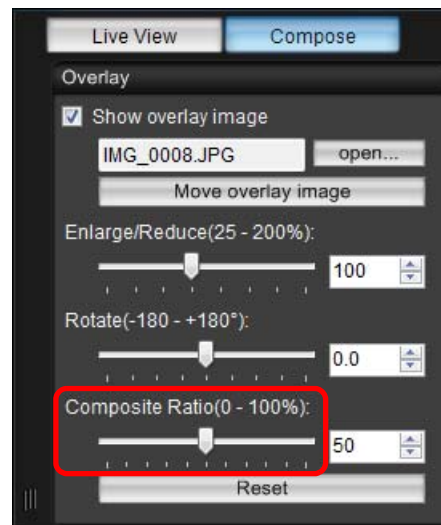 Live View Compose
Overlay
Show overlay image
IMG_0008.JPG open...
Move overlay image
Enlarge/Reduce(25 - 200%):
100
Rotate(-180 - +180°):
0.0
Composite Ratio(0 - 100%):
50
Reset